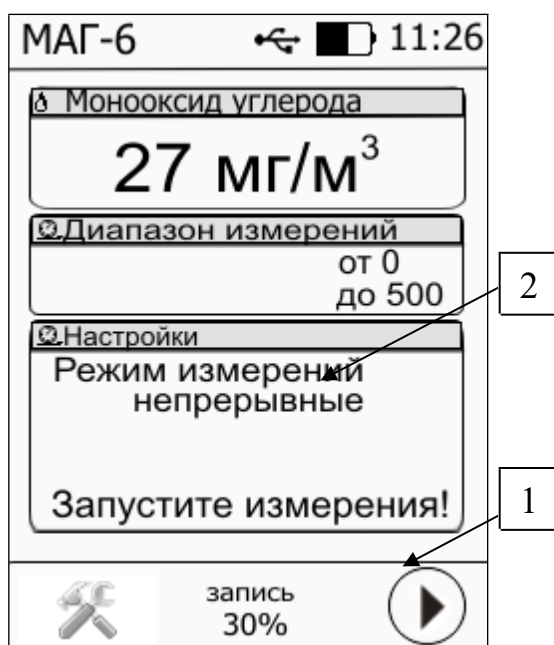 МАГ-6 11:26
Монооксид углерода
27 мг/м³
Диапазон измерений
от 0
до 500
2
Настройки
Режим измерений
непрерывные
Запустите измерения!
1
запись
30%